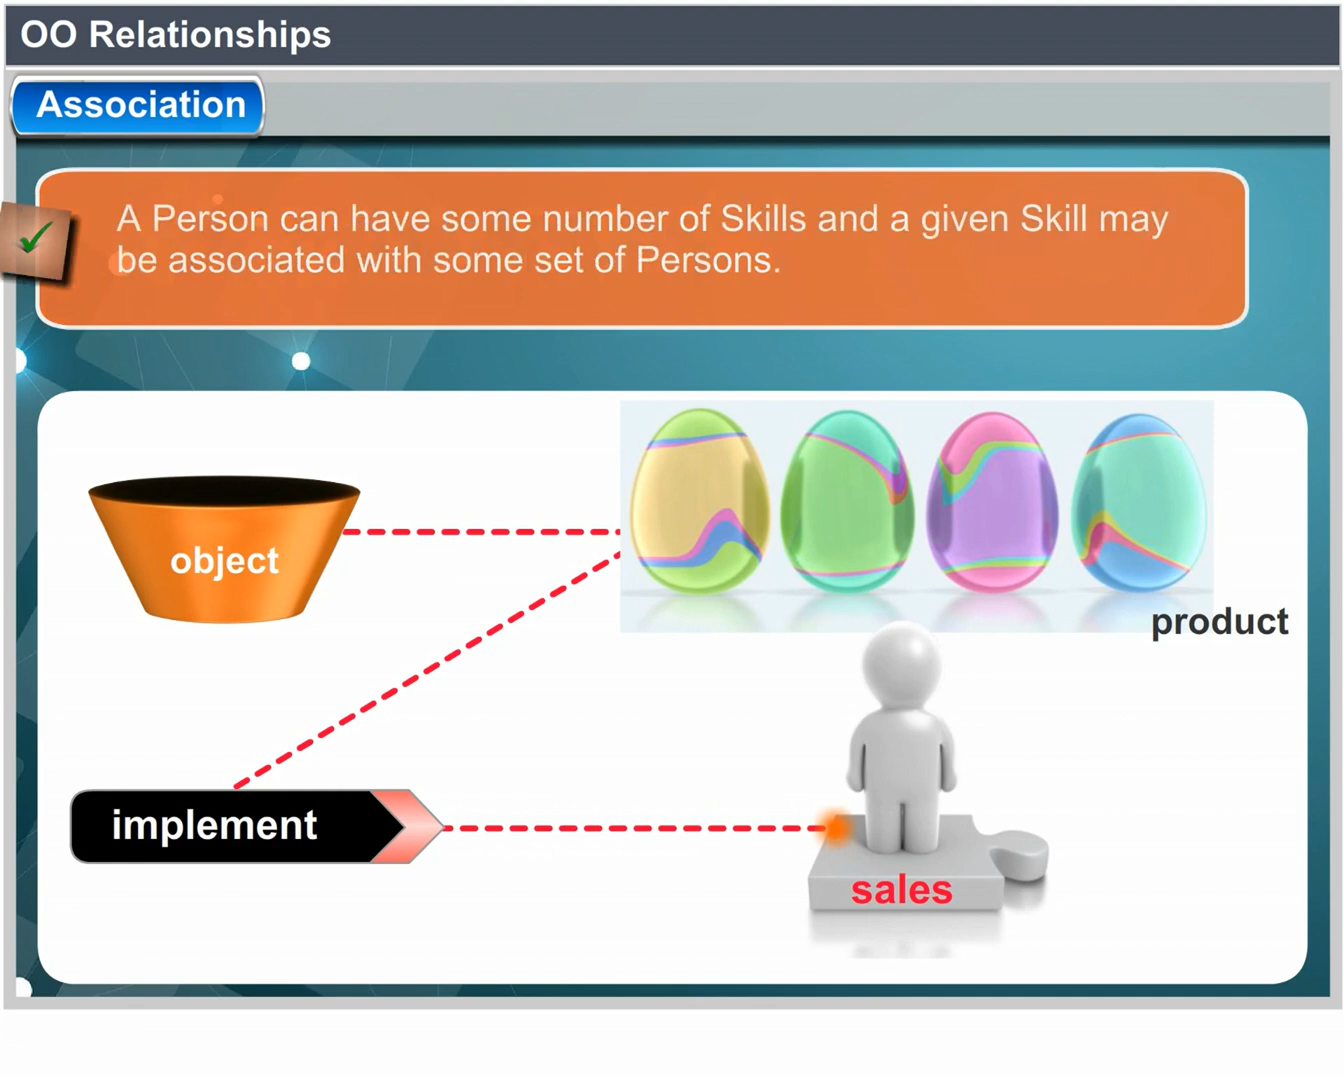 OO Relationships
Association
A Person can have some number of Skills and a given Skill may
be associated with some set of Persons.
object
product
implement
sales